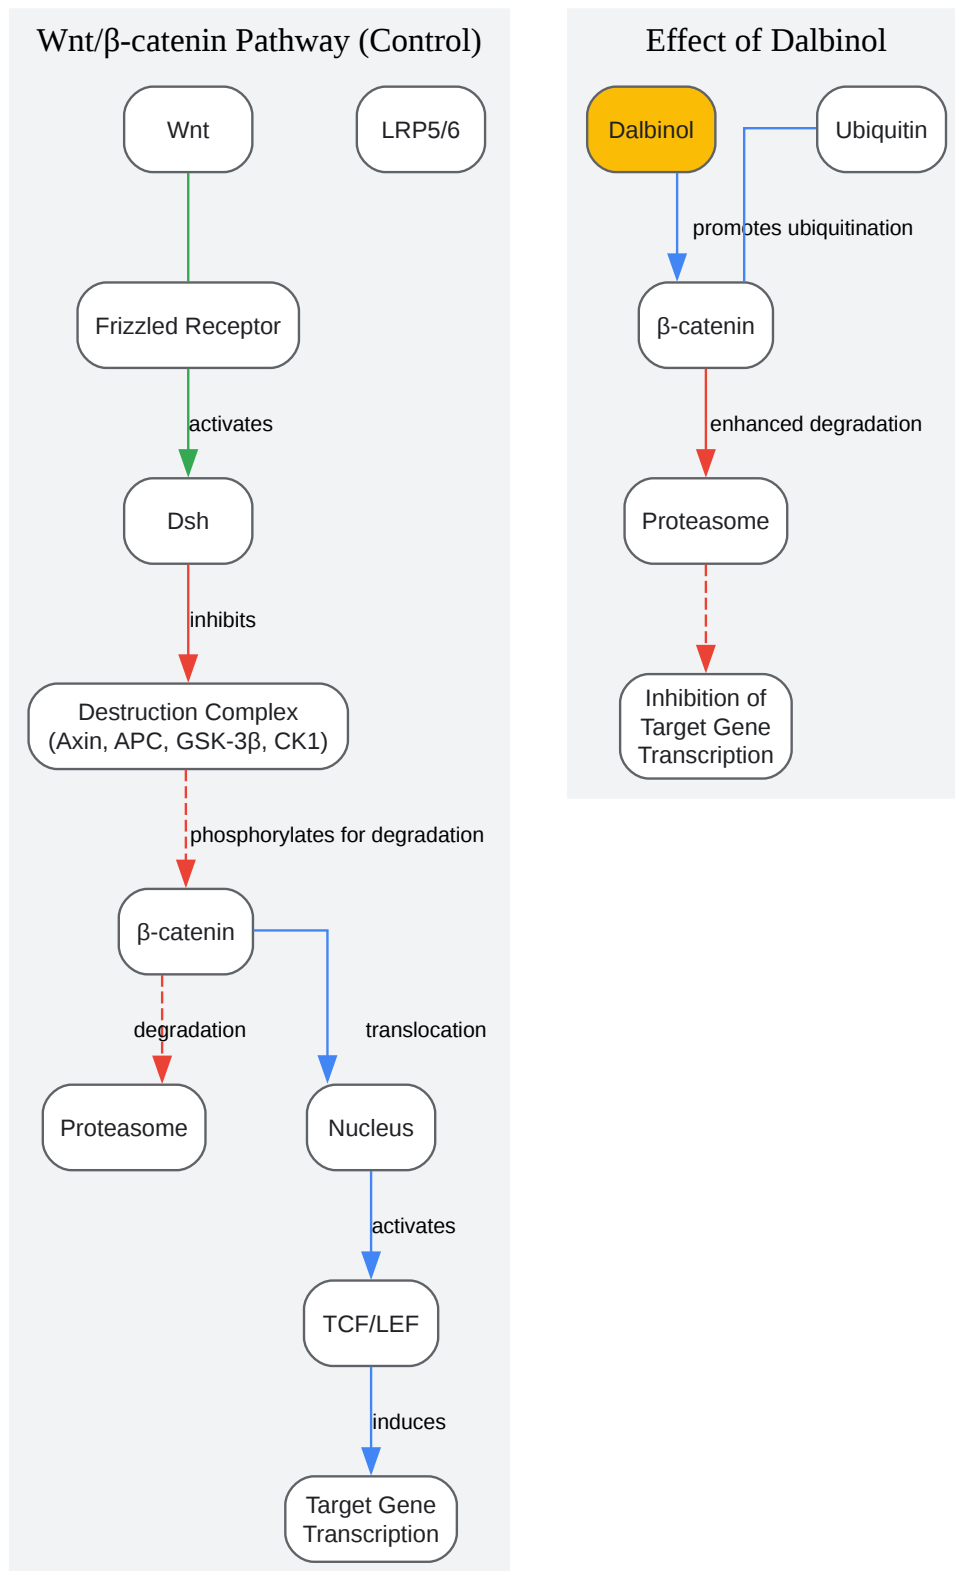 Wnt/β-catenin Pathway (Control)
Wnt
LRP5/6
Frizzled Receptor
activates
Dsh
inhibits
Destruction Complex
(Axin, APC, GSK-3β, CK1)
phosphorylates for degradation
β-catenin
degradation
translocation
Proteasome
Nucleus
activates
TCF/LEF
induces
Target Gene
Transcription
Effect of Dalbinol
Dalbinol
Ubiquitin
promotes ubiquitination
β-catenin
enhanced degradation
Proteasome
Inhibition of
Target Gene
Transcription